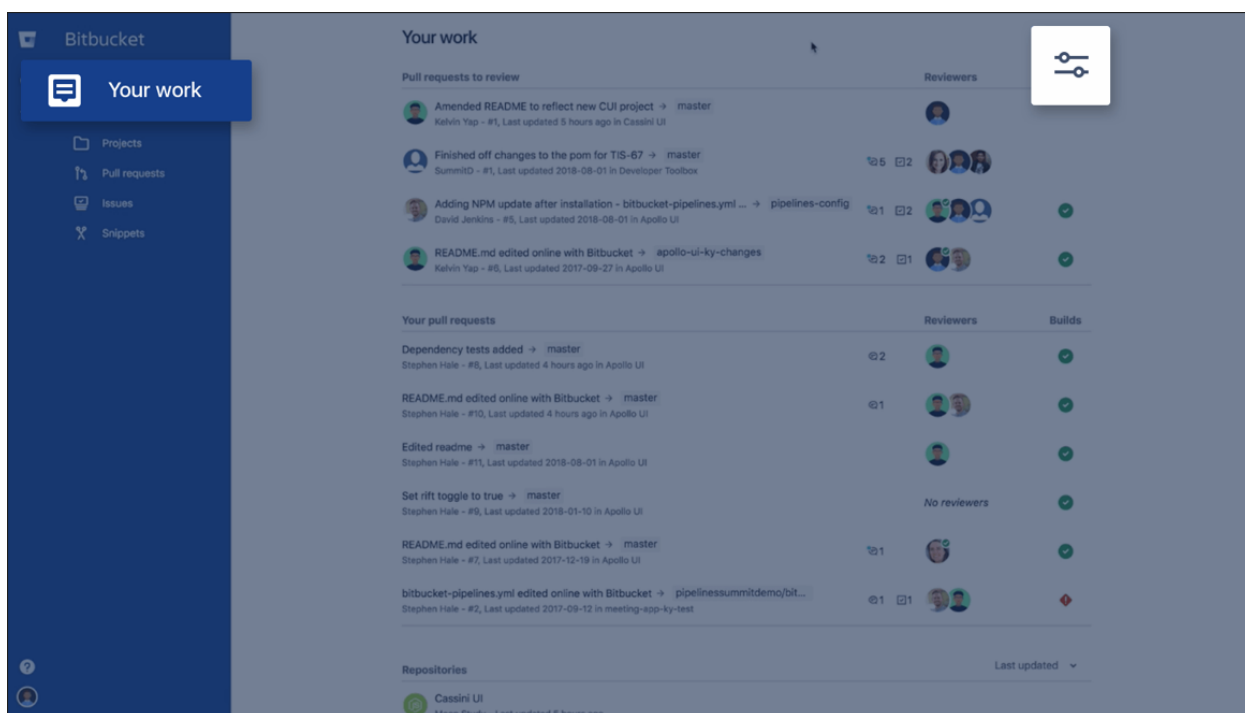 Bitbucket
Your work
Projects
Pull requests
Issues
Snippets
Your work
Pull requests to review Reviewers
Amended README to reflect new CUI project → master
Kelvin Yap - #1, Last updated 5 hours ago in Cassini UI
Finished off changes to the pom for TIS-67 → master
SummitD - #1, Last updated 2018-08-01 in Developer Toolbox
5 2
Adding NPM update after installation - bitbucket-pipelines.yml ... → pipelines-config
David Jenkins - #5, Last updated 2018-08-01 in Apollo UI
1 2
README.md edited online with Bitbucket → apollo-ui-ky-changes
Kelvin Yap - #6, Last updated 2017-09-27 in Apollo UI
2 1
Your pull requests Reviewers Builds
Dependency tests added → master
Stephen Hale - #8, Last updated 4 hours ago in Apollo UI
2
README.md edited online with Bitbucket → master
Stephen Hale - #10, Last updated 4 hours ago in Apollo UI
1
Edited readme → master
Stephen Hale - #11, Last updated 2018-08-01 in Apollo UI
Set rift toggle to true → master
Stephen Hale - #9, Last updated 2018-01-10 in Apollo UI
No reviewers
README.md edited online with Bitbucket → master
Stephen Hale - #7, Last updated 2017-12-19 in Apollo UI
1
bitbucket-pipelines.yml edited online with Bitbucket → pipelinessummitdemo/bit...
Stephen Hale - #2, Last updated 2017-09-12 in meeting-app-ky-test
1 1
Repositories Last updated
Cassini UI